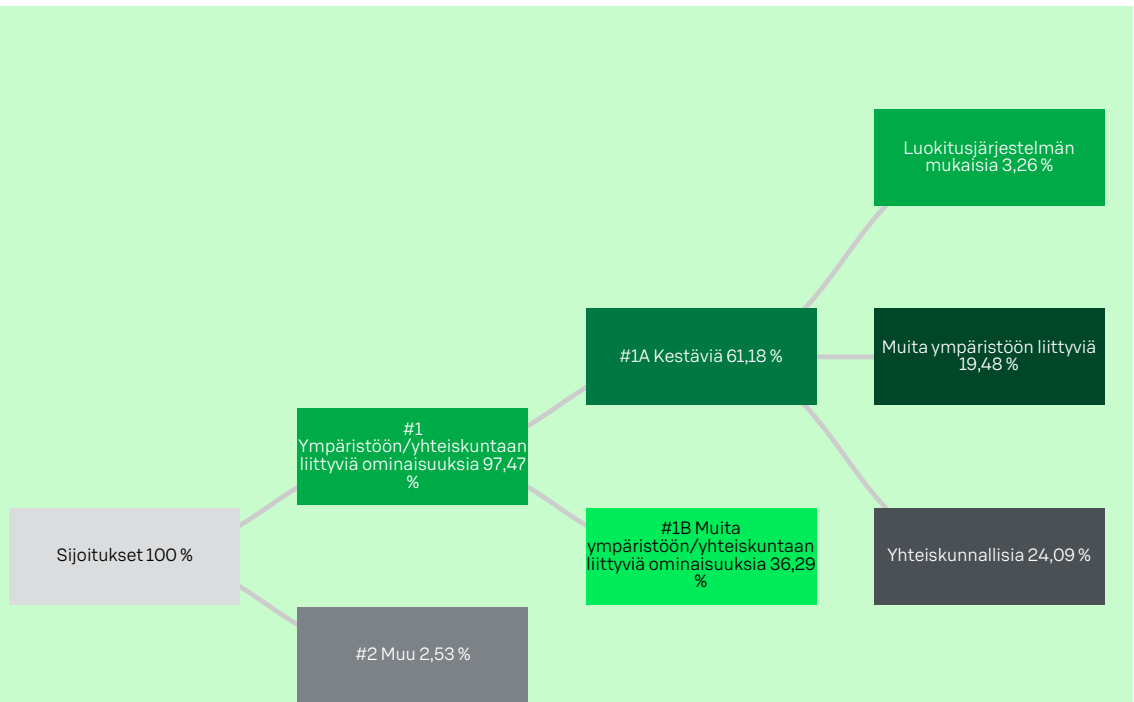 Luokitusjärjestelmän
mukaisia 3,26 %
#1A Kestäviä 61,18 %
Muita ympäristöön liittyviä
19,48 %
#1
Ympäristöön/yhteiskuntaan
liittyviä ominaisuuksia 97,47
%
Sijoitukset 100 %
#1B Muita
ympäristöön/yhteiskuntaan
liittyviä ominaisuuksia 36,29
%
Yhteiskunnallisia 24,09 %
#2 Muu 2,53 %